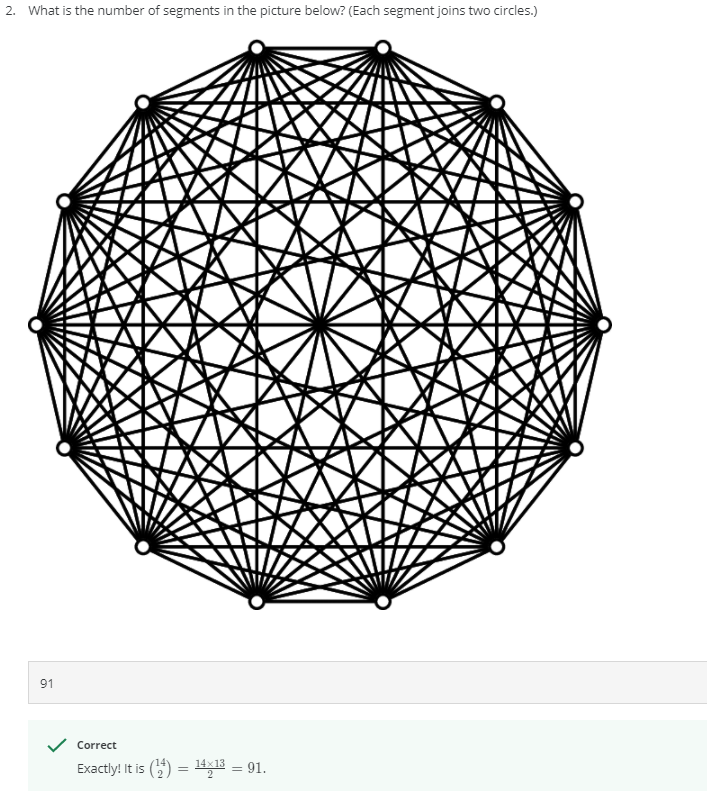 2. What is the number of segments in the picture below? (Each segment joins two circles.)
91
Correct
Exactly! It is $\binom{14}{2} = \frac{14 \times 13}{2} = 91$.